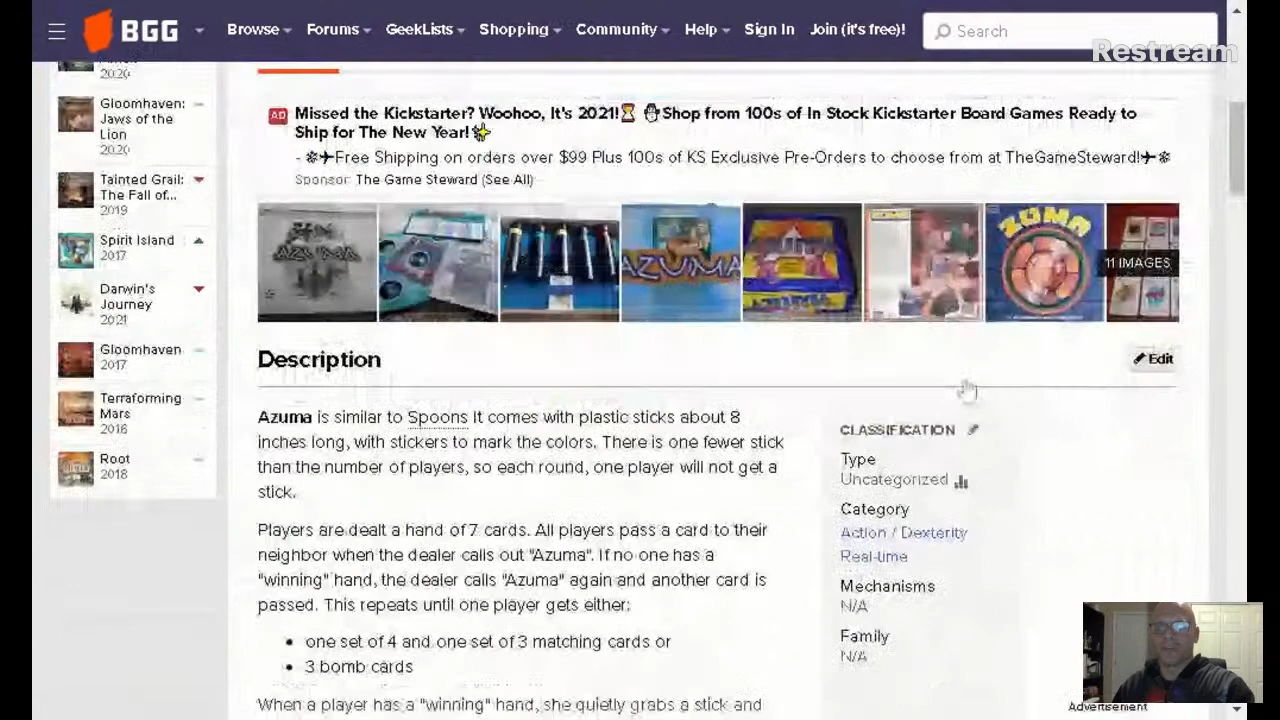 BGG Browse Forums GeekLists Shopping Community Help Sign In Join (it's free)! Search
Restream
2020
Gloomhaven:
Jaws of the
Lion
2020
Tainted Grail:
The Fall of...
2019
Spirit Island
2017
Darwin's
Journey
2021
Gloomhaven
2017
Terraforming
Mars
2016
Root
2018
AD Missed the Kickstarter? Woohoo, It's 2021!⏳ ⛄Shop from 100s of In Stock Kickstarter Board Games Ready to
Ship for The New Year!✨
- ❄✈Free Shipping on orders over $99 Plus 100s of KS Exclusive Pre-Orders to choose from at TheGameSteward!✈❄
Sponsor: The Game Steward (See All)
AZUMA
AZUMA
AZUMA
ZUMA
11 IMAGES
Description
Edit
Azuma is similar to Spoons It comes with plastic sticks about 8
inches long, with stickers to mark the colors. There is one fewer stick
than the number of players, so each round, one player will not get a
stick.
Players are dealt a hand of 7 cards. All players pass a card to their
neighbor when the dealer calls out "Azuma". If no one has a
"winning" hand, the dealer calls "Azuma" again and another card is
passed. This repeats until one player gets either:
• one set of 4 and one set of 3 matching cards or
• 3 bomb cards
When a player has a "winning" hand, she quietly grabs a stick and
CLASSIFICATION
Type
Uncategorized
Category
Action / Dexterity
Real-time
Mechanisms
N/A
Family
N/A
Advertisement